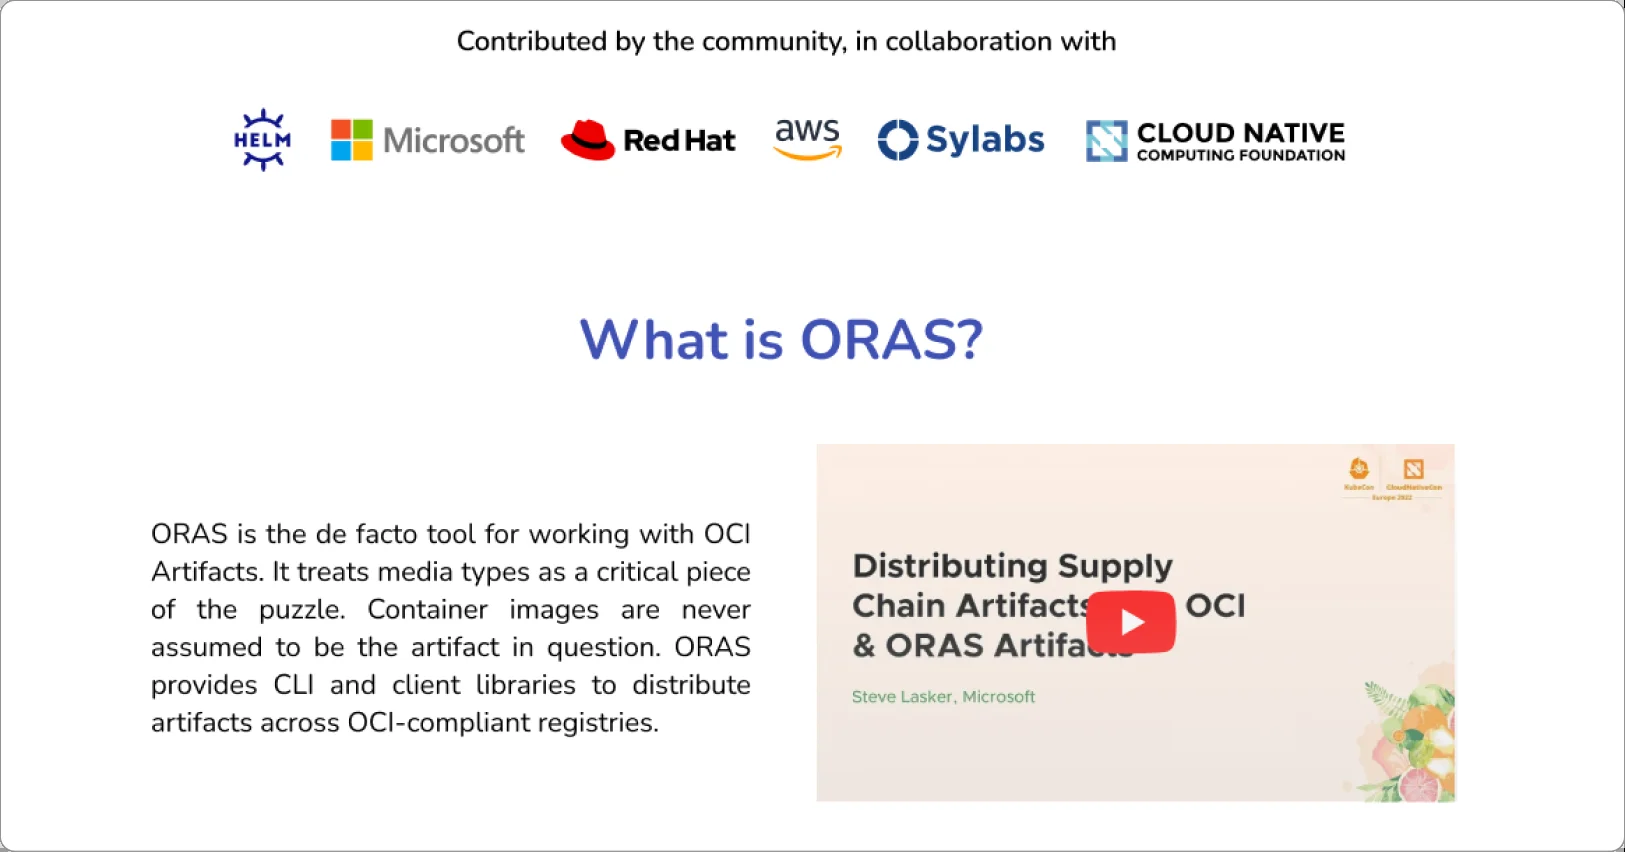 Contributed by the community, in collaboration with
HELM
Microsoft
Red Hat
aws
Sylabs
CLOUD NATIVE
COMPUTING FOUNDATION
What is ORAS?
ORAS is the de facto tool for working with OCI
Artifacts. It treats media types as a critical piece
of the puzzle. Container images are never
assumed to be the artifact in question. ORAS
provides CLI and client libraries to distribute
artifacts across OCI-compliant registries.
KubeCon
CloudNativeCon
Europe 2022
Distributing Supply
Chain Artifacts OCI
& ORAS Artifacts
Steve Lasker, Microsoft